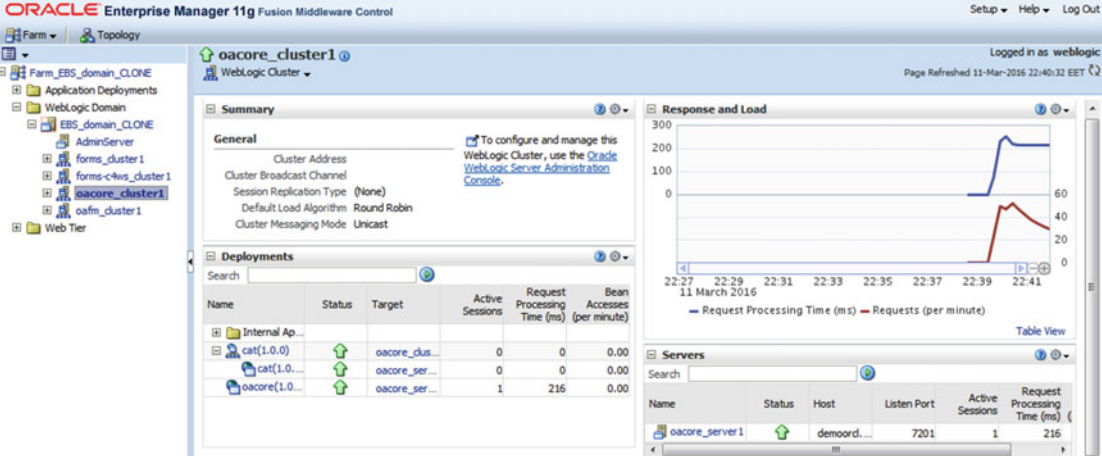 ORACLE Enterprise Manager 11g Fusion Middleware Control
Setup Help Log Out
Farm Topology
oacore_cluster1
Logged in as weblogic
WebLogic Cluster
Page Refreshed 11-Mar-2016 22:40:32 EET
Farm_EBS_domain_CLONE
Application Deployments
WebLogic Domain
EBS_domain_CLONE
AdminServer
forms_cluster1
forms-c4ws_cluster1
oacore_cluster1
oafm_cluster1
Web Tier
Summary
General
Cluster Address
Cluster Broadcast Channel
Session Replication Type (None)
Default Load Algorithm Round Robin
Cluster Messaging Mode Unicast
To configure and manage this
WebLogic Cluster, use the Oracle
WebLogic Server Administration
Console.
Deployments
Search
Name Status Target Active Sessions Request Processing Time (ms) Bean Accesses (per minute)
Internal Ap...
cat(1.0.0) oacore_clus... 0 0 0.00
cat(1.0.... oacore_ser... 0 0 0.00
oacore(1.0... oacore_ser... 1 216 0.00
Response and Load
300
200
100
0
60
40
20
0
22:27 22:29 22:31 22:33 22:35 22:37 22:39 22:41
11 March 2016
Request Processing Time (ms) Requests (per minute)
Table View
Servers
Search
Name Status Host Listen Port Active Sessions Request Processing Time (ms) (
oacore_server1 demoord.... 7201 1 216